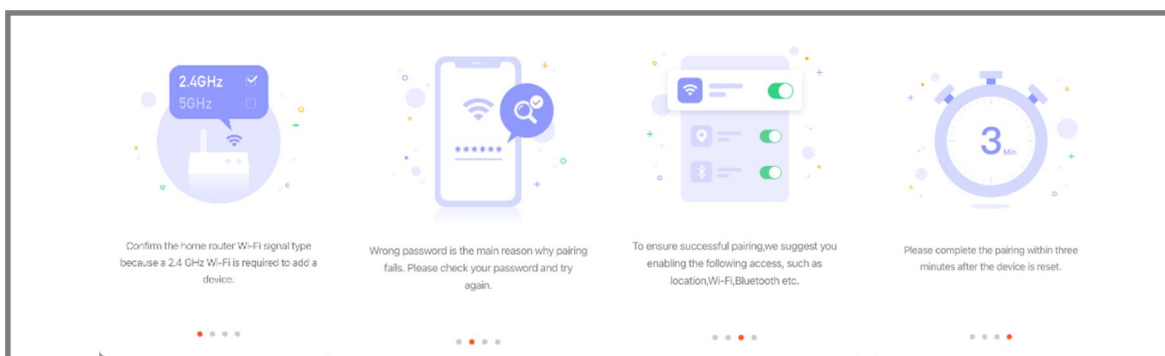 2.4GHz
5GHz
Confirm the home router Wi-Fi signal type
because a 2.4 GHz Wi-Fi is required to add a
device.
******
Wrong password is the main reason why pairing
fails. Please check your password and try
again.
To ensure successful pairing,we suggest you
enabling the following access, such as
location,Wi-Fi,Bluetooth etc.
3 Min
Please complete the pairing within three
minutes after the device is reset.